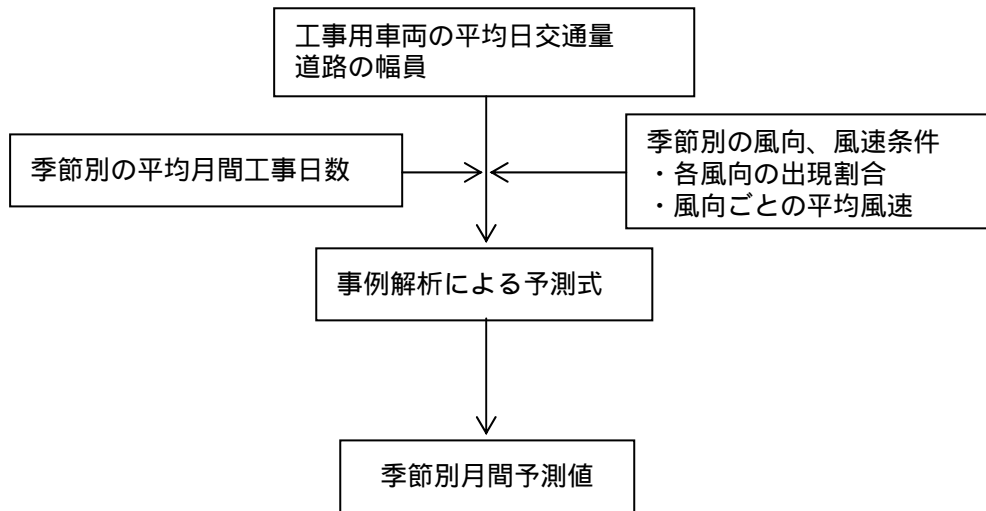 工事用車両の平均日交通量
道路の幅員
季節別の平均月間工事日数
季節別の風向、風速条件
・各風向の出現割合
・風向ごとの平均風速
事例解析による予測式
季節別月間予測値